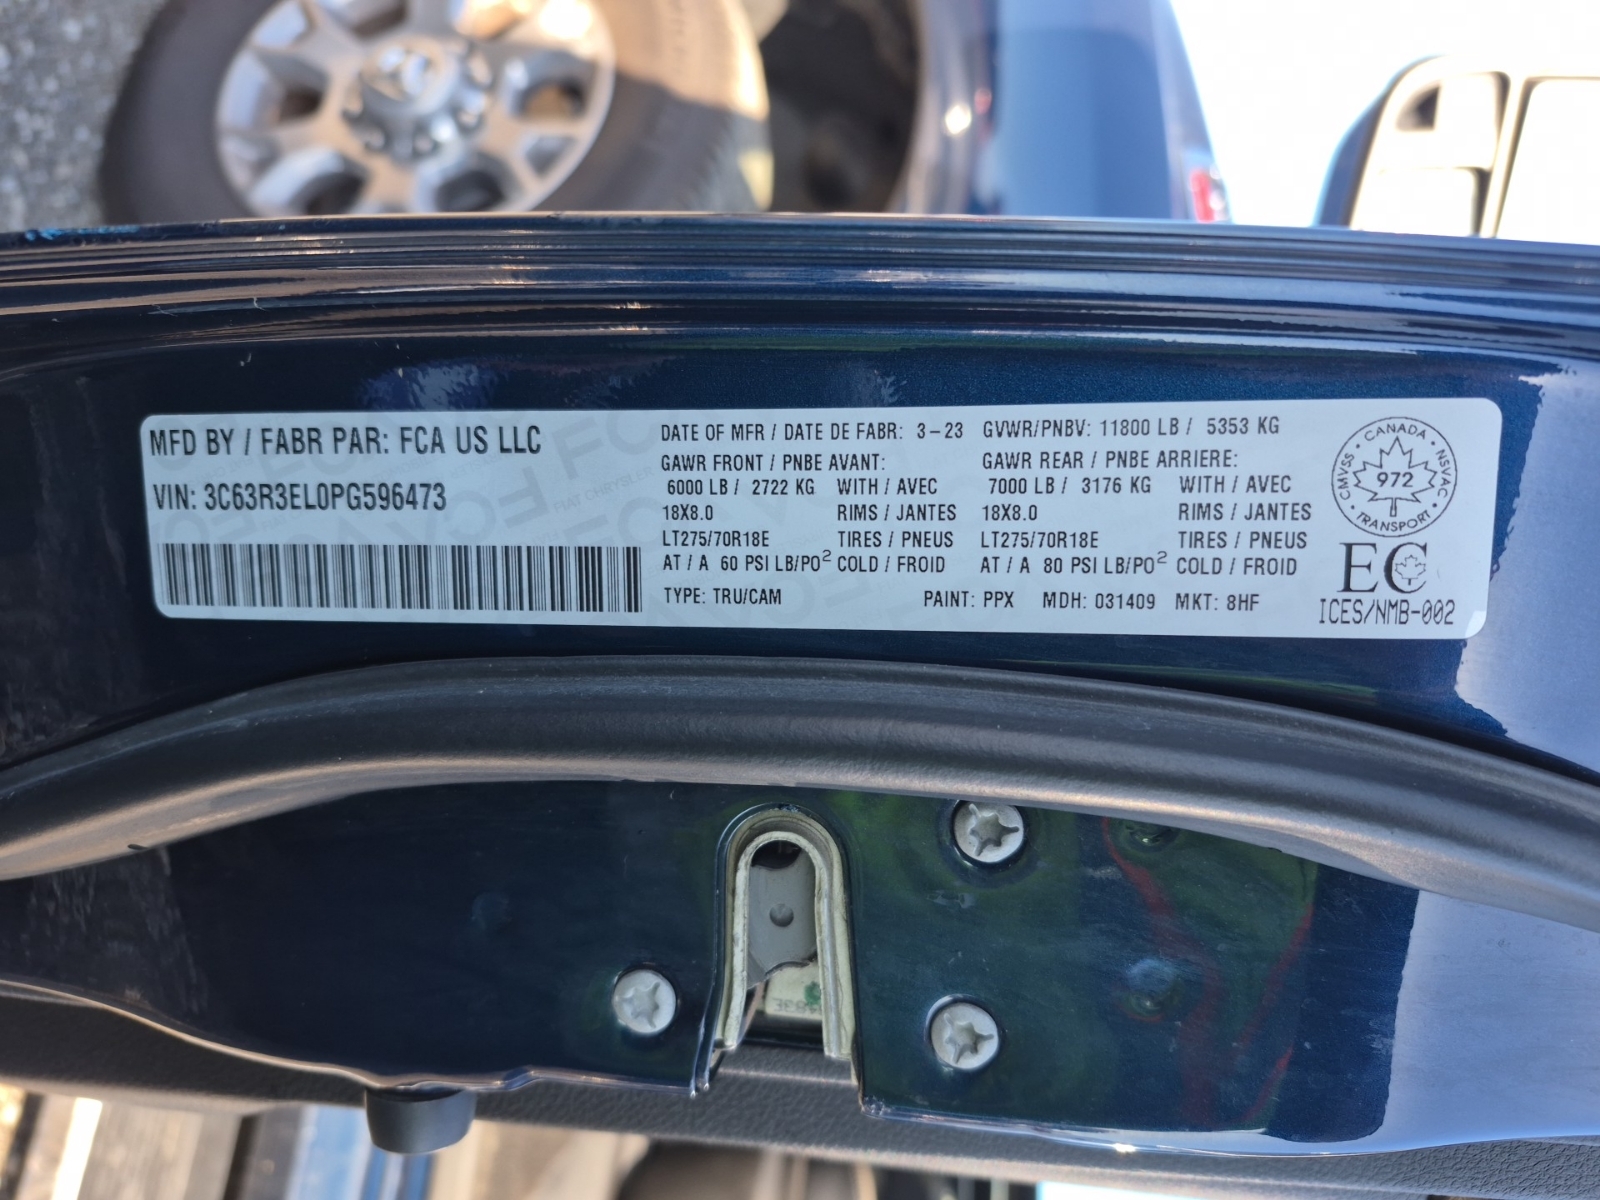 MFD BY / FABR PAR: FCA US LLC
VIN: 3C63R3EL0PG596473
DATE OF MFR / DATE DE FABR: 3-23 GVWR/PNBV: 11800 LB / 5353 KG
GAWR FRONT / PNBE AVANT: GAWR REAR / PNBE ARRIERE:
6000 LB / 2722 KG WITH / AVEC 7000 LB / 3176 KG WITH / AVEC
18X8.0 RIMS / JANTES 18X8.0 RIMS / JANTES
LT275/70R18E TIRES / PNEUS LT275/70R18E TIRES / PNEUS
AT / A 60 PSI LB/PO² COLD / FROID AT / A 80 PSI LB/PO² COLD / FROID
TYPE: TRU/CAM PAINT: PPX MDH: 031409 MKT: 8HF
CANADA
CMVSS 972 NSVAC
TRANSPORT
EC
ICES/NMB-002